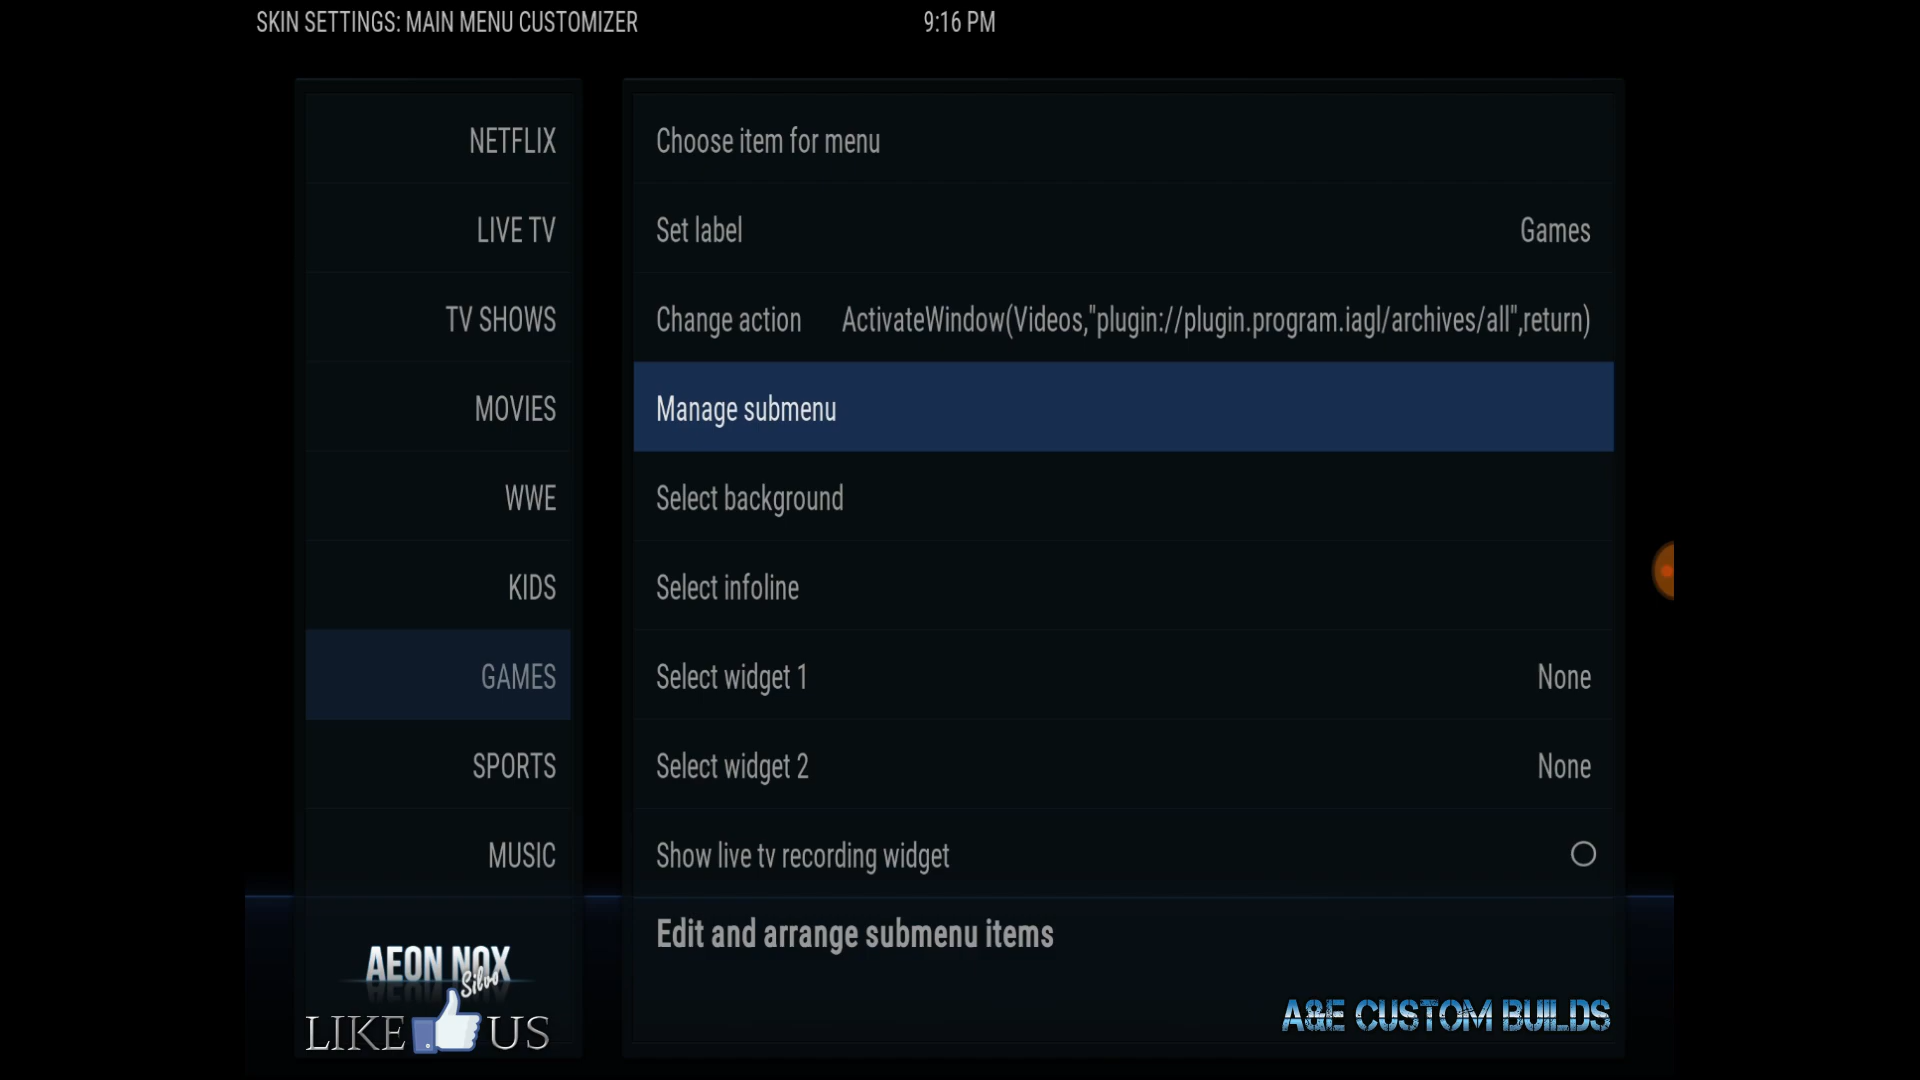 SKIN SETTINGS: MAIN MENU CUSTOMIZER
9:16 PM
NETFLIX
LIVE TV
TV SHOWS
MOVIES
WWE
KIDS
GAMES
SPORTS
MUSIC
Choose item for menu
Set label Games
Change action ActivateWindow(Videos,"plugin://plugin.program.iagl/archives/all",return)
Manage submenu
Select background
Select infoline
Select widget 1 None
Select widget 2 None
Show live tv recording widget
Edit and arrange submenu items
AEON NOX
Silvo
LIKE US
A&E CUSTOM BUILDS